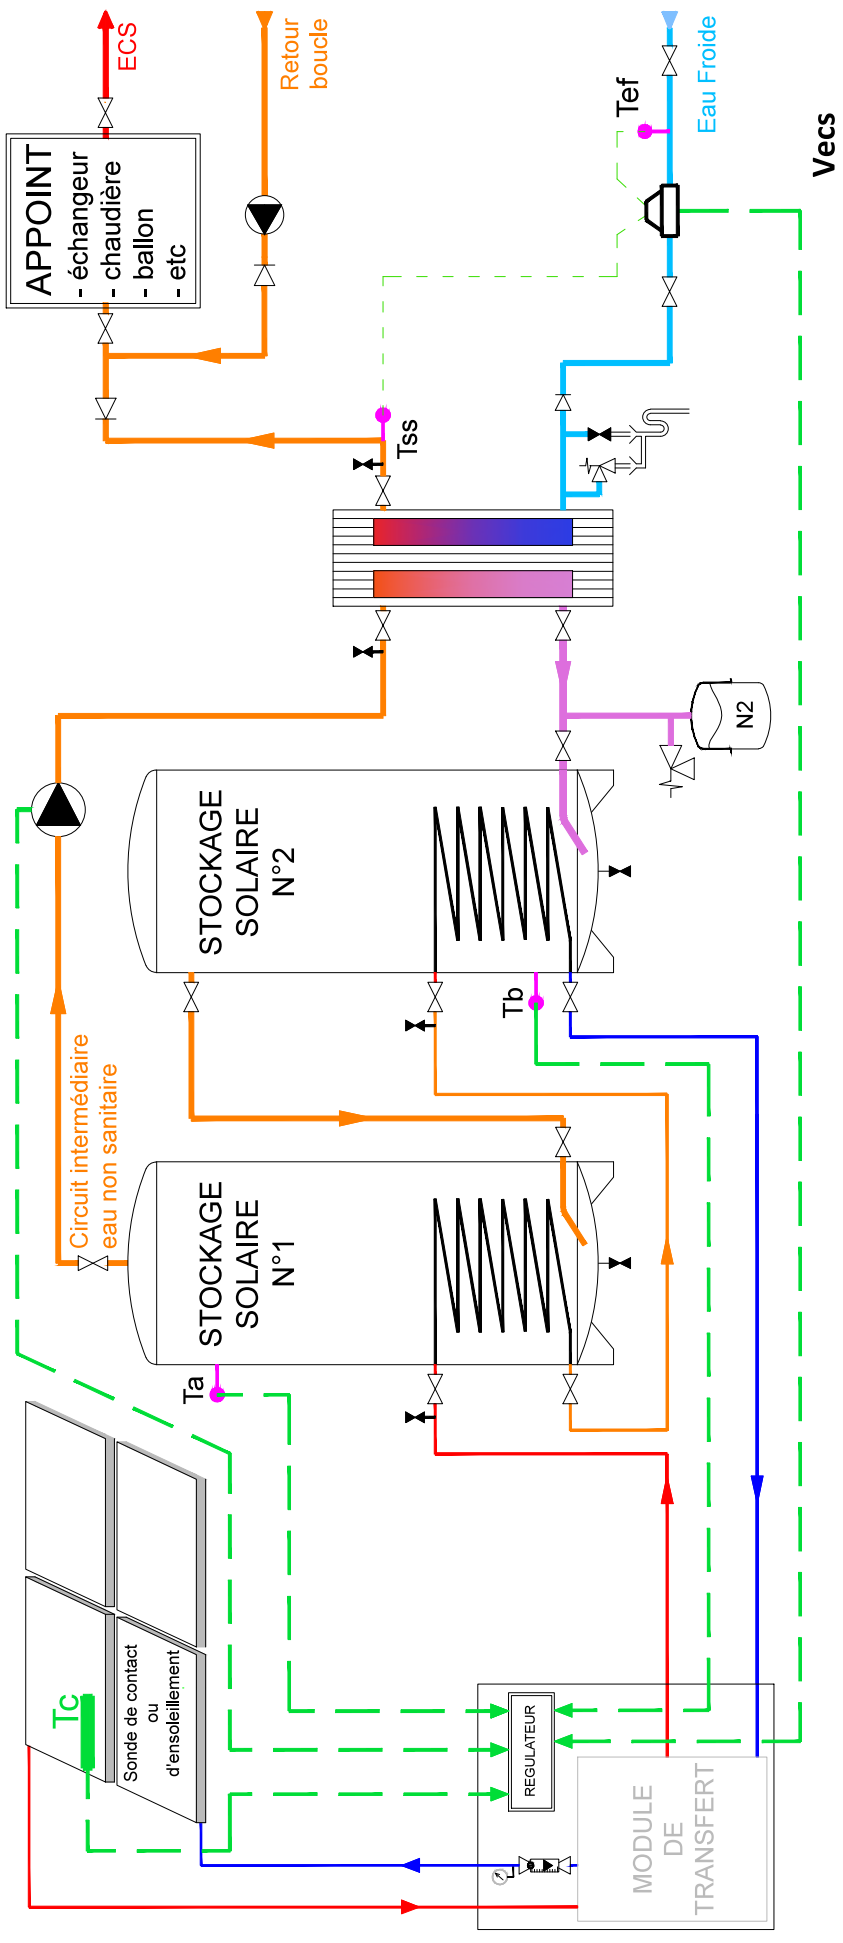 ECS
Retour
boucle
Eau Froide
APPOINT
- échangeur
- chaudière
- ballon
- etc
Tef
Vecs
Tss
N2
STOCKAGE
SOLAIRE
N°2
Tb
Circuit intermédiaire
eau non sanitaire
STOCKAGE
SOLAIRE
N°1
Ta
Tc
Sonde de contact
ou
d'ensoleillement
REGULATEUR
MODULE
DE
TRANSFERT